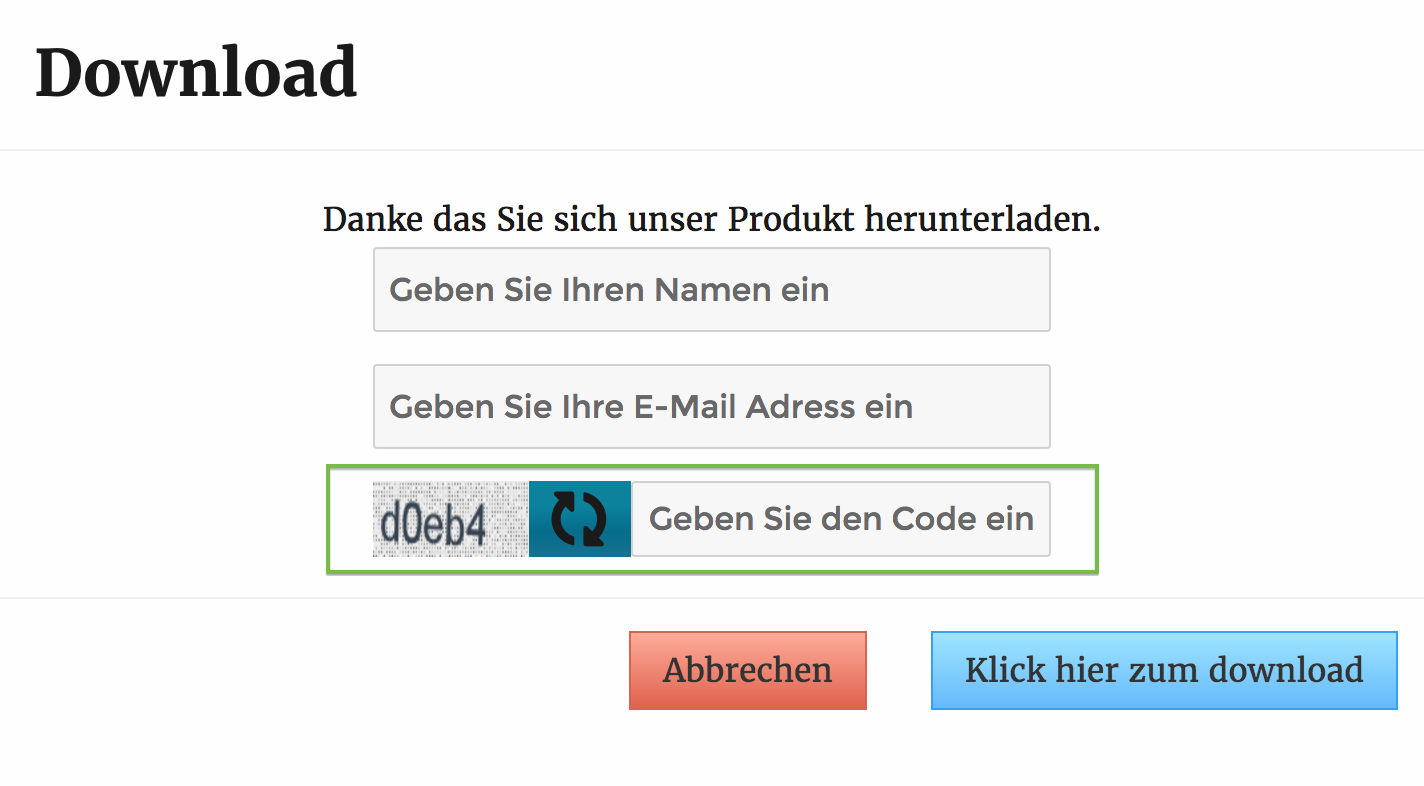 Download
Danke das Sie sich unser Produkt herunterladen.
Geben Sie Ihren Namen ein
Geben Sie Ihre E-Mail Adress ein
d0eb4 Geben Sie den Code ein
Abbrechen Klick hier zum download